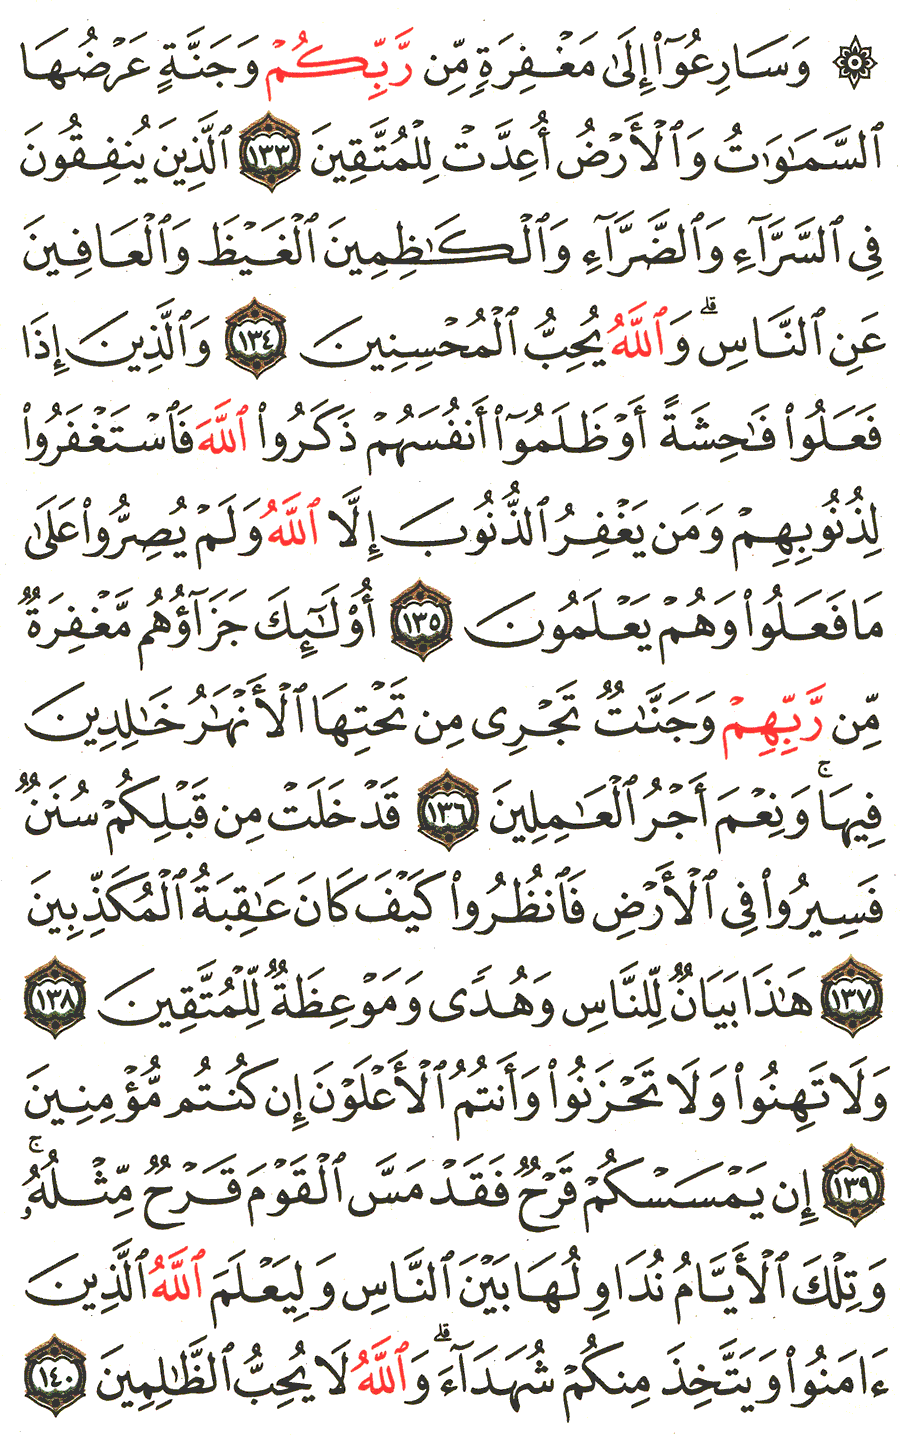 ۞ وَسَارِعُوٓا۟ إِلَىٰ مَغْفِرَةٍ مِّن رَّبِّكُمْ وَجَنَّةٍ عَرْضُهَا
ٱلسَّمَـٰوَٰتُ وَٱلْأَرْضُ أُعِدَّتْ لِلْمُتَّقِينَ ١٣٣ ٱلَّذِينَ يُنفِقُونَ
فِى ٱلسَّرَّآءِ وَٱلضَّرَّآءِ وَٱلْكَـٰظِمِينَ ٱلْغَيْظَ وَٱلْعَافِينَ
عَنِ ٱلنَّاسِ ۗ وَٱللَّهُ يُحِبُّ ٱلْمُحْسِنِينَ ١٣٤ وَٱلَّذِينَ إِذَا
فَعَلُوا۟ فَـٰحِشَةً أَوْ ظَلَمُوٓا۟ أَنفُسَهُمْ ذَكَرُوا۟ ٱللَّهَ فَٱسْتَغْفَرُوا۟
لِذُنُوبِهِمْ وَمَن يَغْفِرُ ٱلذُّنُوبَ إِلَّا ٱللَّهُ وَلَمْ يُصِرُّوا۟ عَلَىٰ
مَا فَعَلُوا۟ وَهُمْ يَعْلَمُونَ ١٣٥ أُو۟لَـٰٓئِكَ جَزَآؤُهُم مَّغْفِرَةٌ
مِّن رَّبِّهِمْ وَجَنَّـٰتٌ تَجْرِى مِن تَحْتِهَا ٱلْأَنْهَـٰرُ خَـٰلِدِينَ
فِيهَا ۚ وَنِعْمَ أَجْرُ ٱلْعَـٰمِلِينَ ١٣٦ قَدْ خَلَتْ مِن قَبْلِكُمْ سُنَنٌ
فَسِيرُوا۟ فِى ٱلْأَرْضِ فَٱنظُرُوا۟ كَيْفَ كَانَ عَـٰقِبَةُ ٱلْمُكَذِّبِينَ
١٣٧ هَـٰذَا بَيَانٌ لِّلنَّاسِ وَهُدًى وَمَوْعِظَةٌ لِّلْمُتَّقِينَ ١٣٨
وَلَا تَهِنُوا۟ وَلَا تَحْزَنُوا۟ وَأَنتُمُ ٱلْأَعْلَوْنَ إِن كُنتُم مُّؤْمِنِينَ
١٣٩ إِن يَمْسَسْكُمْ قَرْحٌ فَقَدْ مَسَّ ٱلْقَوْمَ قَرْحٌ مِّثْلُهُۥ ۚ
وَتِلْكَ ٱلْأَيَّامُ نُدَاوِلُهَا بَيْنَ ٱلنَّاسِ وَلِيَعْلَمَ ٱللَّهُ ٱلَّذِينَ
ءَامَنُوا۟ وَيَتَّخِذَ مِنكُمْ شُهَدَآءَ ۗ وَٱللَّهُ لَا يُحِبُّ ٱلظَّـٰلِمِينَ ١٤٠